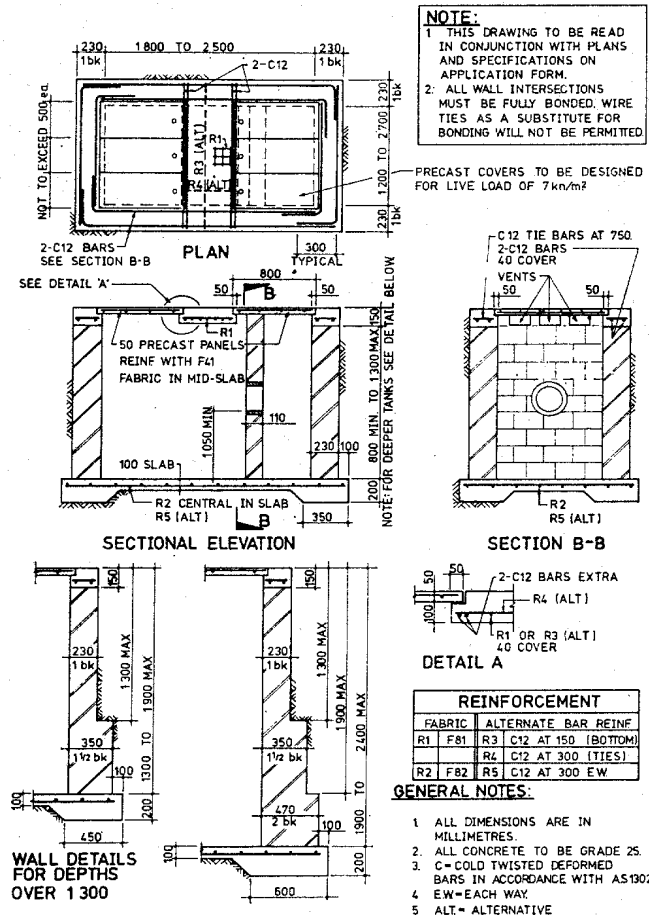 230 1800 TO 2500 230
1 bk 1 bk
2-C12
NOT TO EXCEED 500 ea.
R3 (ALT)
R1
R4 (ALT)
230
1bk
1200 TO 2700
230
1bk
2-C12 BARS
SEE SECTION B-B
PLAN
300
TYPICAL
PRECAST COVERS TO BE DESIGNED
FOR LIVE LOAD OF 7kn/m²
NOTE:
1 THIS DRAWING TO BE READ
IN CONJUNCTION WITH PLANS
AND SPECIFICATIONS ON
APPLICATION FORM.
2: ALL WALL INTERSECTIONS
MUST BE FULLY BONDED. WIRE
TIES AS A SUBSTITUTE FOR
BONDING WILL NOT BE PERMITTED
SEE DETAIL 'A'
800
50 B 50
R1
50 PRECAST PANELS
REINF WITH F41
FABRIC IN MID-SLAB
1050 MIN
110
230 100
100 SLAB
R2 CENTRAL IN SLAB
R5 (ALT)
B
350
150
800 MIN TO 1300 MAX
200
NOTE: FOR DEEPER TANKS SEE DETAIL BELOW
SECTIONAL ELEVATION
C12 TIE BARS AT 750.
2-C12 BARS
40 COVER
VENTS
50 50
R2
R5 (ALT)
SECTION B-B
150
1300 MAX
230
1 bk
350
1½ bk
100
1300 TO 1900 MAX
200
100
450
WALL DETAILS
FOR DEPTHS
OVER 1300
150
1300 MAX
230
1 bk
1900 MAX
350
1½ bk
470
2 bk
100
1900 TO 2400 MAX
200
100
600
50
50
100
2-C12 BARS EXTRA
R4 (ALT)
R1 OR R3 (ALT)
40 COVER
DETAIL A
REINFORCEMENT
FABRIC ALTERNATE BAR REINF
R1 F81 R3 C12 AT 150 (BOTTOM)
R4 C12 AT 300 (TIES)
R2 F82 R5 C12 AT 300 EW
GENERAL NOTES:
1 ALL DIMENSIONS ARE IN
MILLIMETRES.
2. ALL CONCRETE TO BE GRADE 25.
3. C=COLD TWISTED DEFORMED
BARS IN ACCORDANCE WITH AS1302
4 E.W=EACH WAY.
5 ALT.= ALTERNATIVE